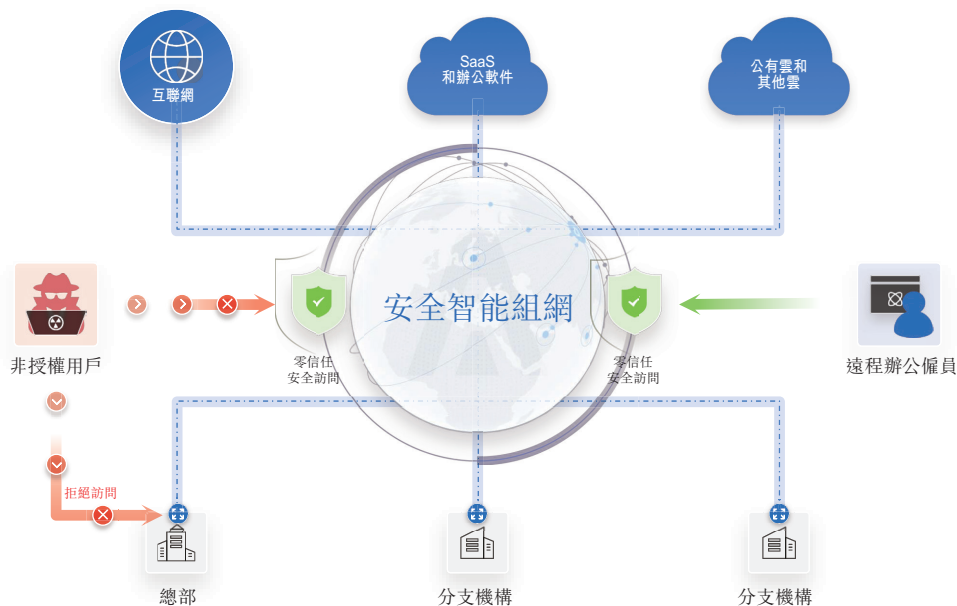 互聯網
SaaS
和辦公軟件
公有雲和
其他雲
安全智能組網
非授權用戶
零信任
安全訪問
零信任
安全訪問
遠程辦公僱員
拒絕訪問
總部
分支機構
分支機構